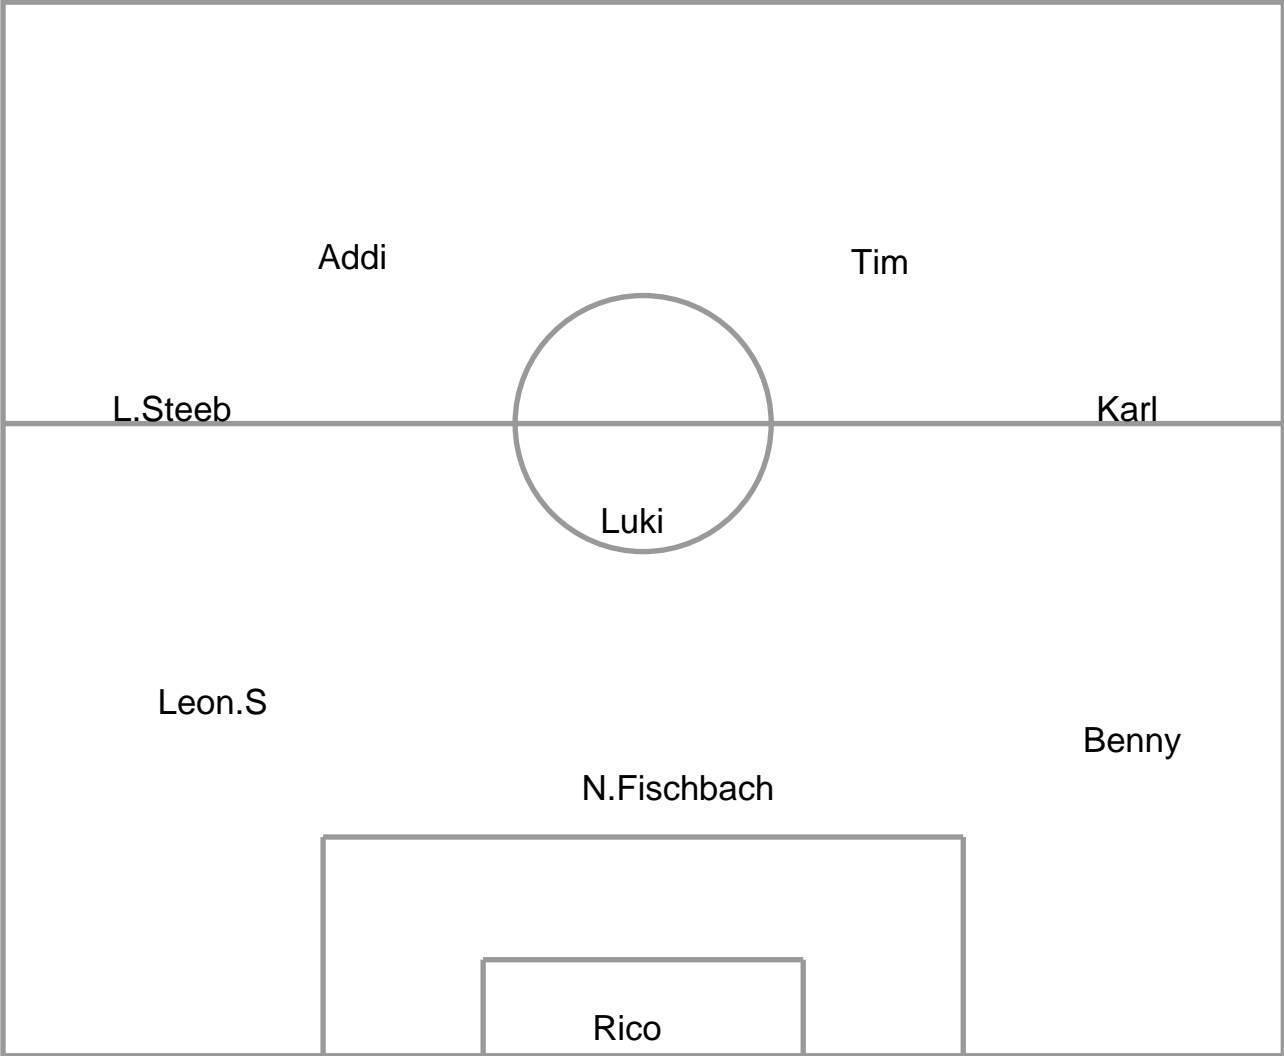 Addi
Tim
L.Steeb
Karl
Luki
Leon.S
Benny
N.Fischbach
Rico